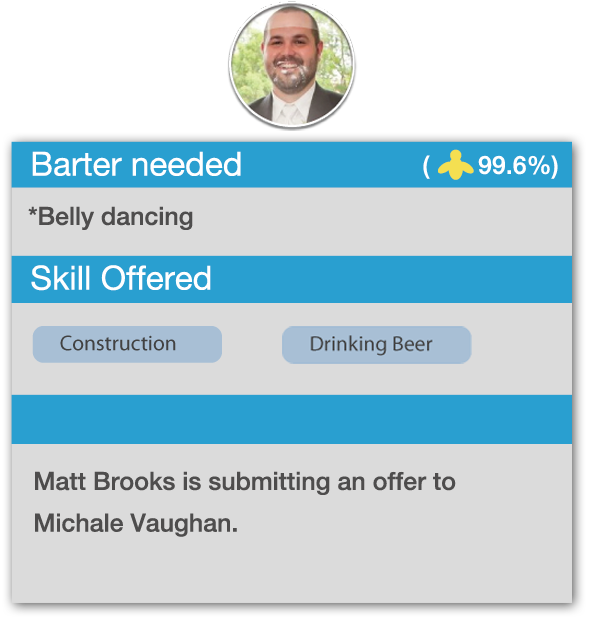 Barter needed ( 99.6%)
*Belly dancing
Skill Offered
Construction Drinking Beer
Matt Brooks is submitting an offer to
Michale Vaughan.